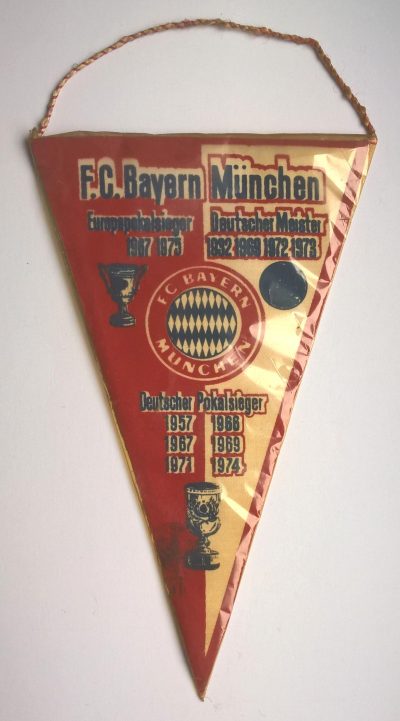 F.C. Bayern München
Europapokalsieger Deutscher Meister
1967 1973 1932 1969 1972 1973
FC BAYERN
MÜNCHEN
Deutscher Pokalsieger
1957 1966
1967 1969
1971 1974